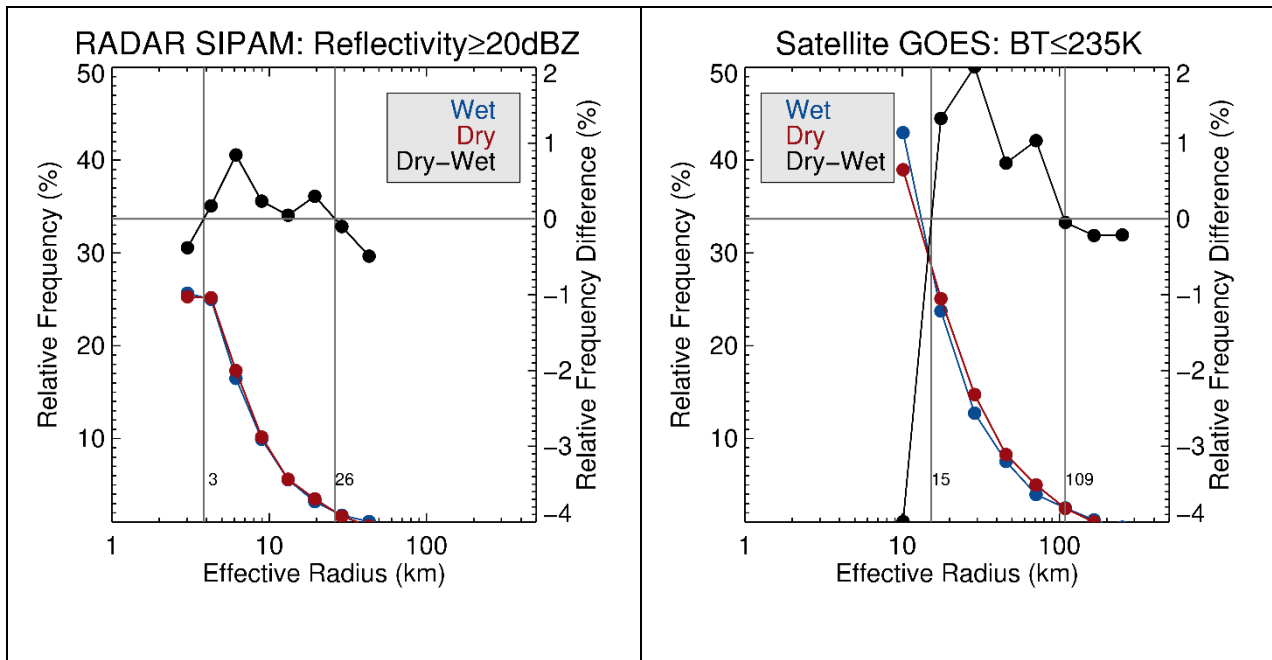 RADAR SIPAM: Reflectivity≥20dBZ
50
40
30
20
10
Relative Frequency (%)
Wet
Dry
Dry−Wet
2
1
0
−1
−2
−3
−4
Relative Frequency Difference (%)
3
26
1
10
100
Effective Radius (km)
Satellite GOES: BT≤235K
50
40
30
20
10
Relative Frequency (%)
Wet
Dry
Dry−Wet
2
1
0
−1
−2
−3
−4
Relative Frequency Difference (%)
15
109
1
10
100
Effective Radius (km)